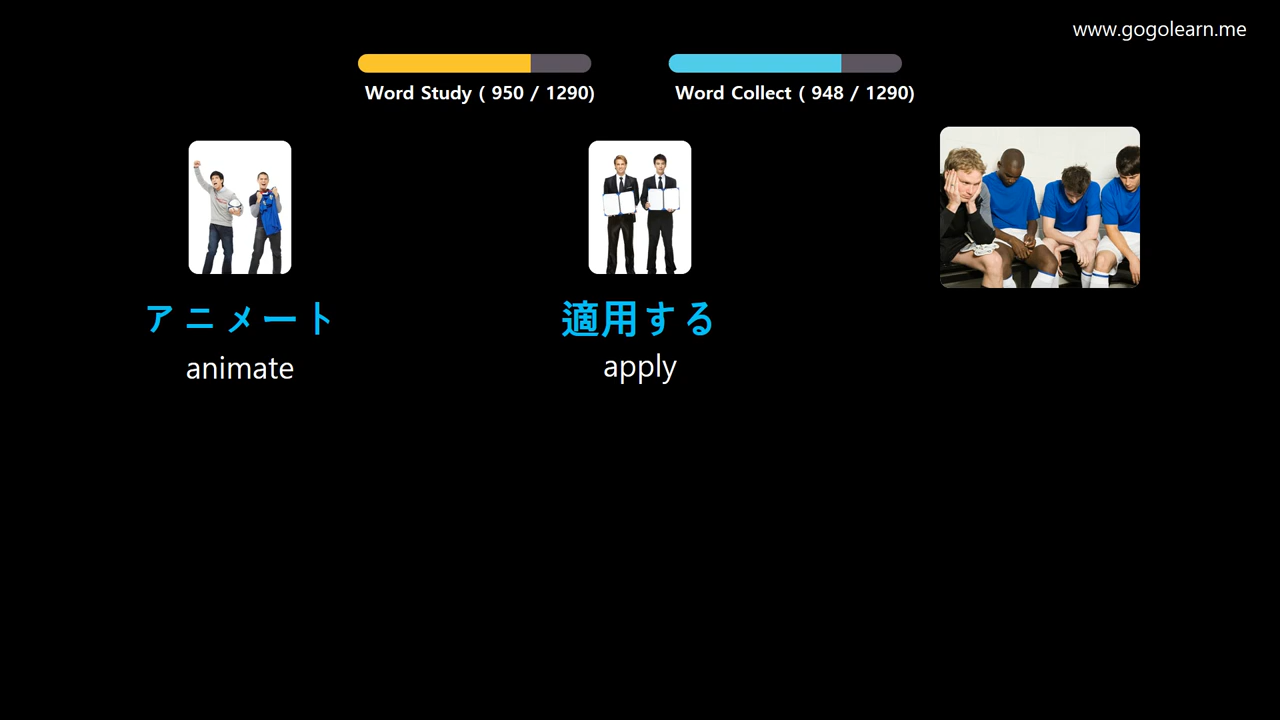 www.gogolearn.me
Word Study ( 950 / 1290)
Word Collect ( 948 / 1290)
アニメート
animate
適用する
apply